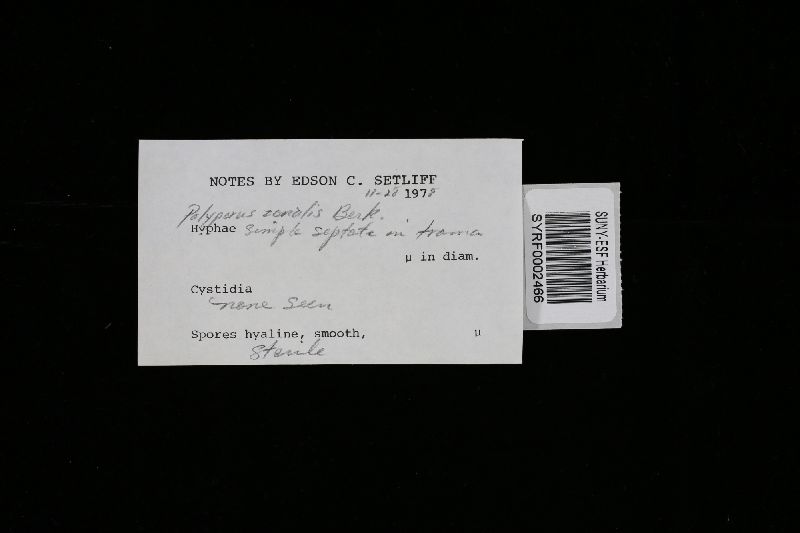 NOTES BY EDSON C. SETLIFF
11-28 1978
Polyporus zonalis Berk.
Hyphae simple septate in trama
µ in diam.
Cystidia
none seen
Spores hyaline, smooth, µ
sterile
SUNY-ESF Herbarium
SYRF0002466